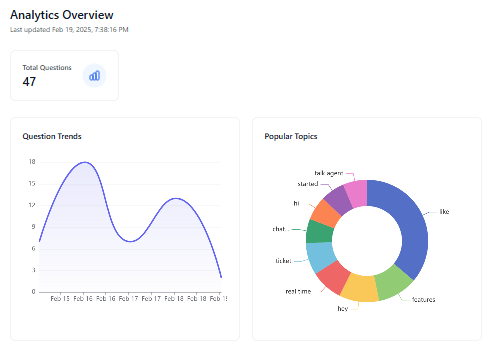 Analytics Overview
Last updated Feb 19, 2025, 7:38:16 PM
Total Questions
47
Question Trends
18
15
12
9
6
3
0
Feb 15 Feb 16 Feb 16 Feb 17 Feb 17 Feb 18 Feb 18 Feb 1
Popular Topics
talk agent
started
hi
chat...
ticket
real time
hey
features
like